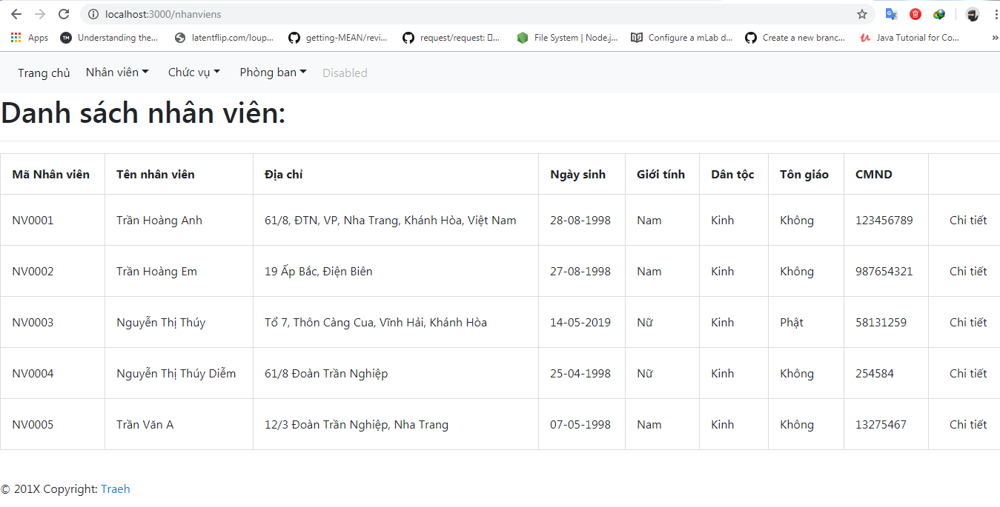 localhost:3000/nhanviens
Apps Understanding the... latentflip.com/loup... getting-MEAN/revi... request/request: ... File System | Node.j... Configure a mLab d... Create a new branc... Java Tutorial for Co... »
Trang chủ Nhân viên Chức vụ Phòng ban Disabled
Danh sách nhân viên:
Mã Nhân viên Tên nhân viên Địa chỉ Ngày sinh Giới tính Dân tộc Tôn giáo CMND
NV0001 Trần Hoàng Anh 61/8, ĐTN, VP, Nha Trang, Khánh Hòa, Việt Nam 28-08-1998 Nam Kinh Không 123456789 Chi tiết
NV0002 Trần Hoàng Em 19 Ấp Bắc, Điện Biên 27-08-1998 Nam Kinh Không 987654321 Chi tiết
NV0003 Nguyễn Thị Thúy Tổ 7, Thôn Càng Cua, Vĩnh Hải, Khánh Hòa 14-05-2019 Nữ Kinh Phật 58131259 Chi tiết
NV0004 Nguyễn Thị Thúy Diễm 61/8 Đoàn Trần Nghiệp 25-04-1998 Nữ Kinh Không 254584 Chi tiết
NV0005 Trần Văn A 12/3 Đoàn Trần Nghiệp, Nha Trang 07-05-1998 Nam Kinh Không 13275467 Chi tiết
© 201X Copyright: Traeh